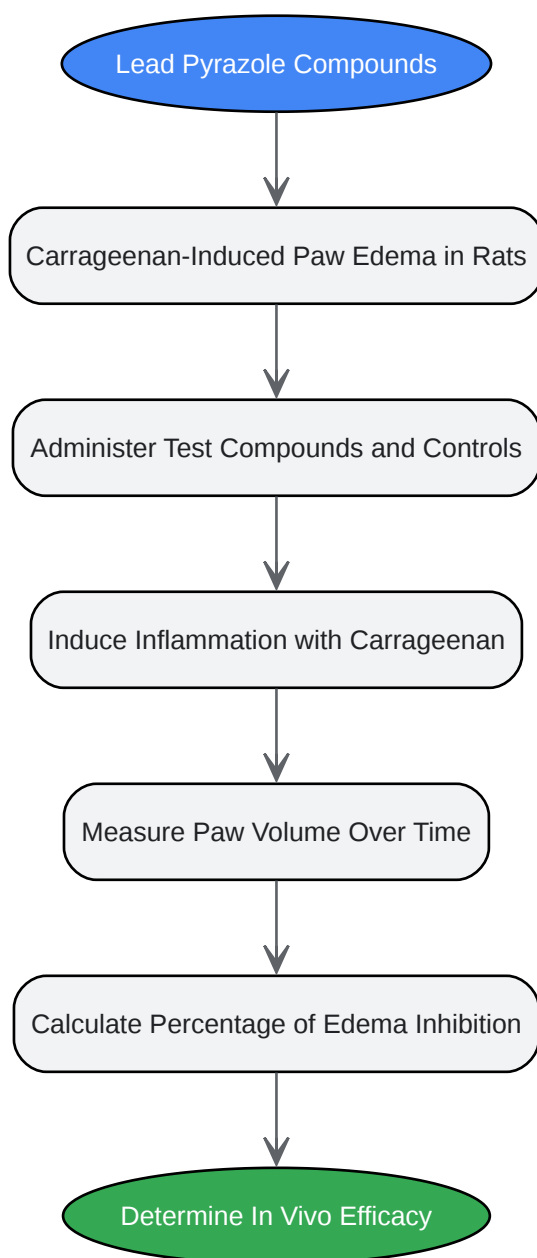 Lead Pyrazole Compounds
Carrageenan-Induced Paw Edema in Rats
Administer Test Compounds and Controls
Induce Inflammation with Carrageenan
Measure Paw Volume Over Time
Calculate Percentage of Edema Inhibition
Determine In Vivo Efficacy